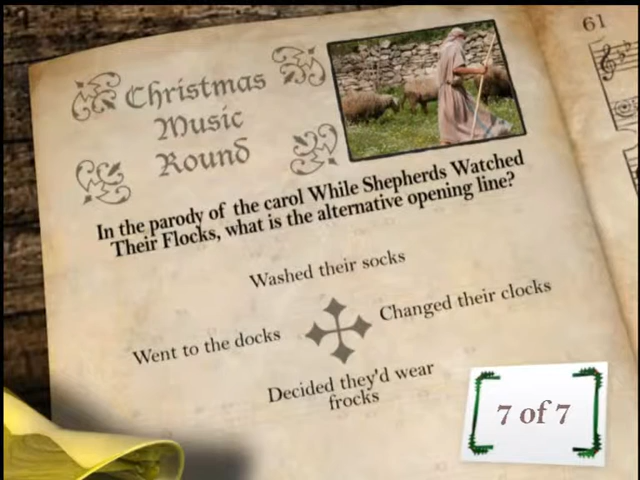 61
Christmas
Music
Round
In the parody of the carol While Shepherds Watched
Their Flocks, what is the alternative opening line?
Washed their socks
Changed their clocks
Went to the docks
Decided they'd wear
frocks
7 of 7